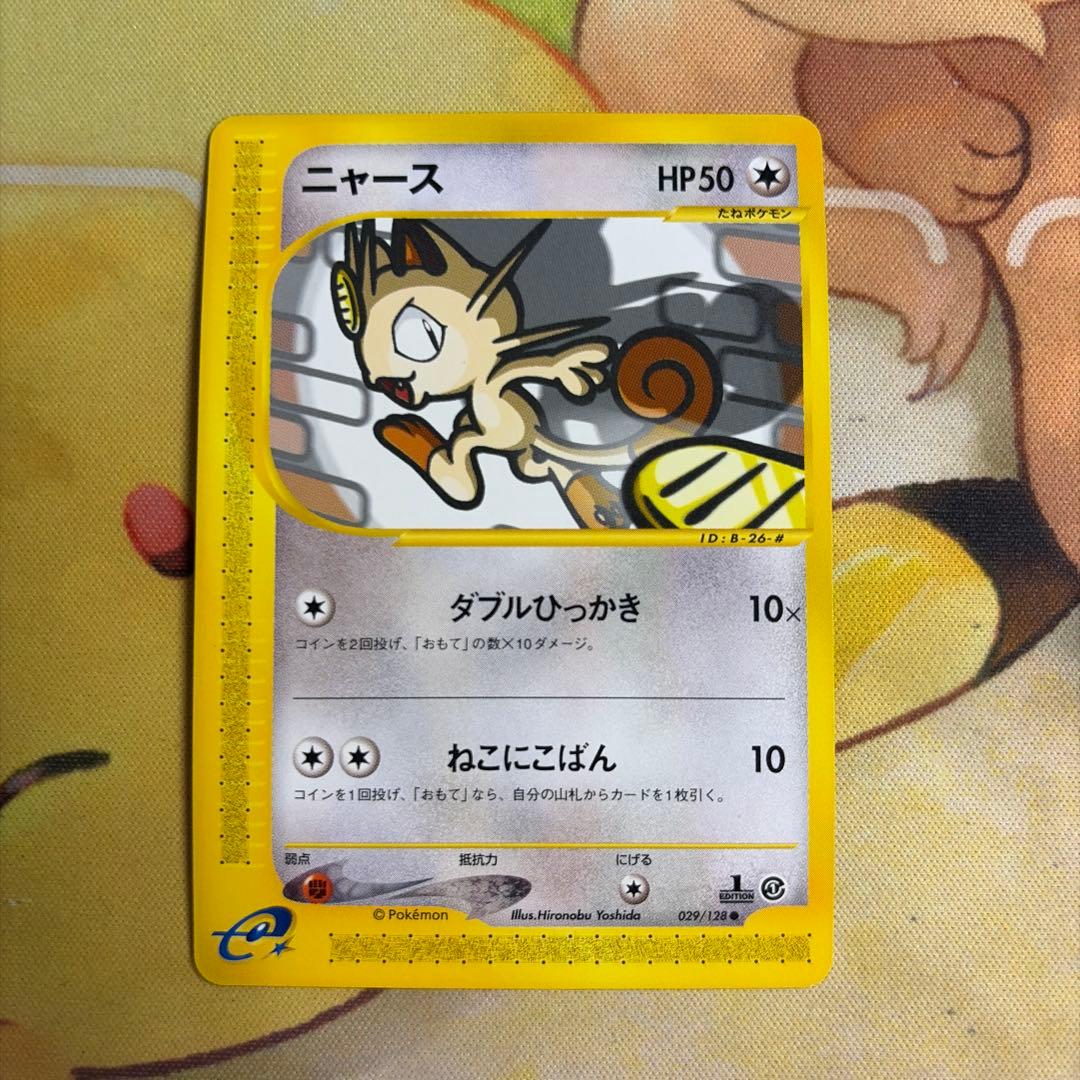 ニャース HP50
たねポケモン
ID:B-26-#
ダブルひっかき 10×
コインを2回投げ、「おもて」の数×10ダメージ。
ねこにこばん 10
コインを1回投げ、「おもて」なら、自分の山札からカードを1枚引く。
弱点 抵抗力 にげる
1 EDITION
© Pokémon Illus.Hironobu Yoshida 029/128
e